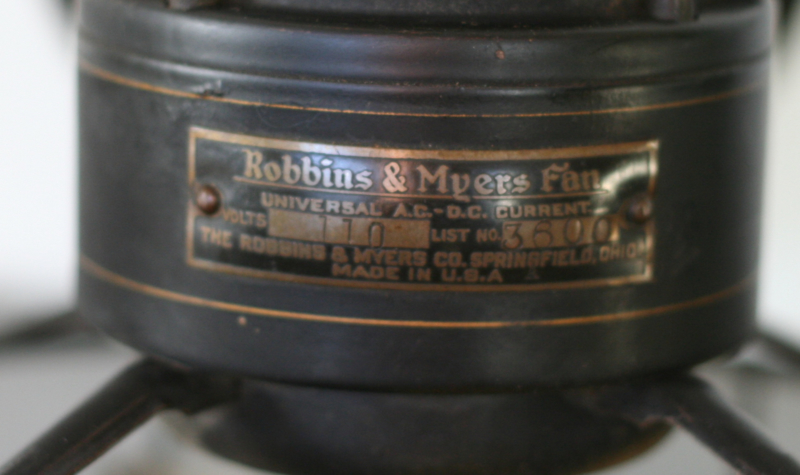 Robbins & Myers Fan
UNIVERSAL A.C.-D.C. CURRENT
VOLTS 110 LIST NO. 3600
THE ROBBINS & MYERS CO. SPRINGFIELD, OHIO
MADE IN U.S.A